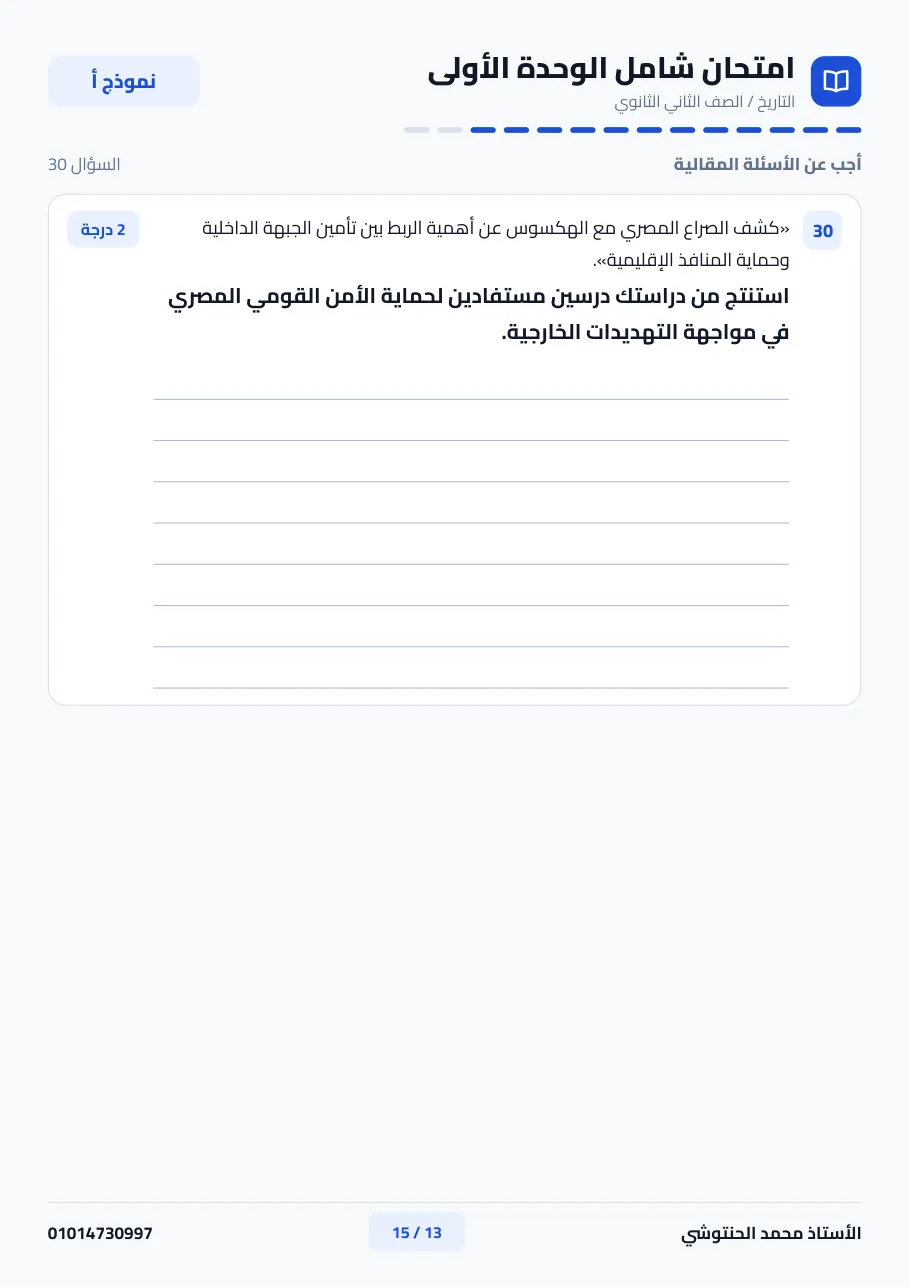 امتحان شامل الوحدة الأولى
نموذج أ
التاريخ / الصف الثاني الثانوي
أجب عن الأسئلة المقالية
السؤال 30
30
«كشف الصراع المصري مع الهكسوس عن أهمية الربط بين تأمين الجبهة الداخلية
2 درجة
وحماية المنافذ الإقليمية».
استنتج من دراستك درسين مستفادين لحماية الأمن القومي المصري
في مواجهة التهديدات الخارجية.
الأستاذ محمد الحنتوشي
13 / 15
01014730997